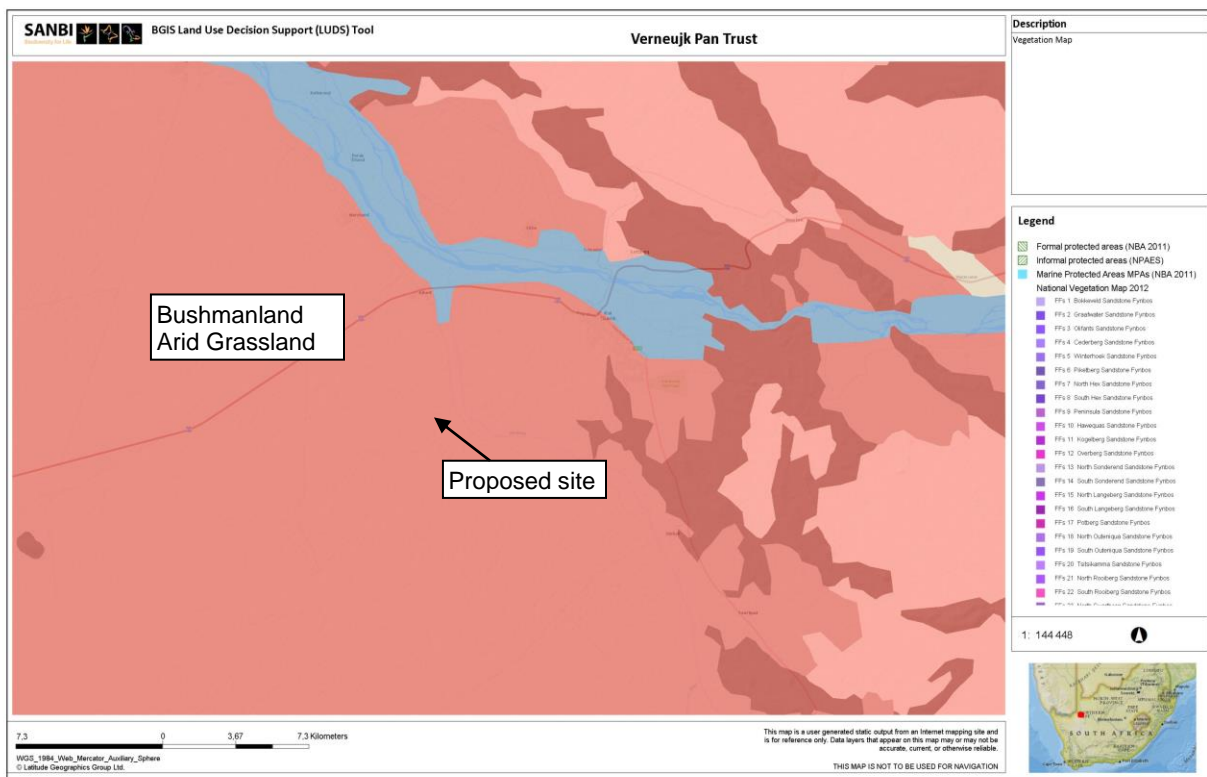 SANBI
Biodiversity for Life
BGIS Land Use Decision Support (LUDS) Tool
Verneujk Pan Trust
Bushmanland
Arid Grassland
Proposed site
Description
Vegetation Map
Legend
Formal protected areas (NBA 2011)
Informal protected areas (NPAES)
Marine Protected Areas MPAs (NBA 2011)
National Vegetation Map 2012
FFs 1 Bokkeveld Sandstone Fynbos
FFs 2 Graafwater Sandstone Fynbos
FFs 3 Olifants Sandstone Fynbos
FFs 4 Cederberg Sandstone Fynbos
FFs 5 Winterhoek Sandstone Fynbos
FFs 6 Piketberg Sandstone Fynbos
FFs 7 North Hex Sandstone Fynbos
FFs 8 South Hex Sandstone Fynbos
FFs 9 Peninsula Sandstone Fynbos
FFs 10 Hawequas Sandstone Fynbos
FFs 11 Kogelberg Sandstone Fynbos
FFs 12 Overberg Sandstone Fynbos
FFs 13 North Sonderend Sandstone Fynbos
FFs 14 South Sonderend Sandstone Fynbos
FFs 15 North Langeberg Sandstone Fynbos
FFs 16 South Langeberg Sandstone Fynbos
FFs 17 Potberg Sandstone Fynbos
FFs 18 North Outeniqua Sandstone Fynbos
FFs 19 South Outeniqua Sandstone Fynbos
FFs 20 Tsitsikamma Sandstone Fynbos
FFs 21 North Rooiberg Sandstone Fynbos
FFs 22 South Rooiberg Sandstone Fynbos
1: 144 448
SOUTH AFRICA
7,3 0 3,67 7,3 Kilometers
WGS_1984_Web_Mercator_Auxiliary_Sphere
© Latitude Geographics Group Ltd.
This map is a user generated static output from an Internet mapping site and
is for reference only. Data layers that appear on this map may or may not be
accurate, current, or otherwise reliable.
THIS MAP IS NOT TO BE USED FOR NAVIGATION